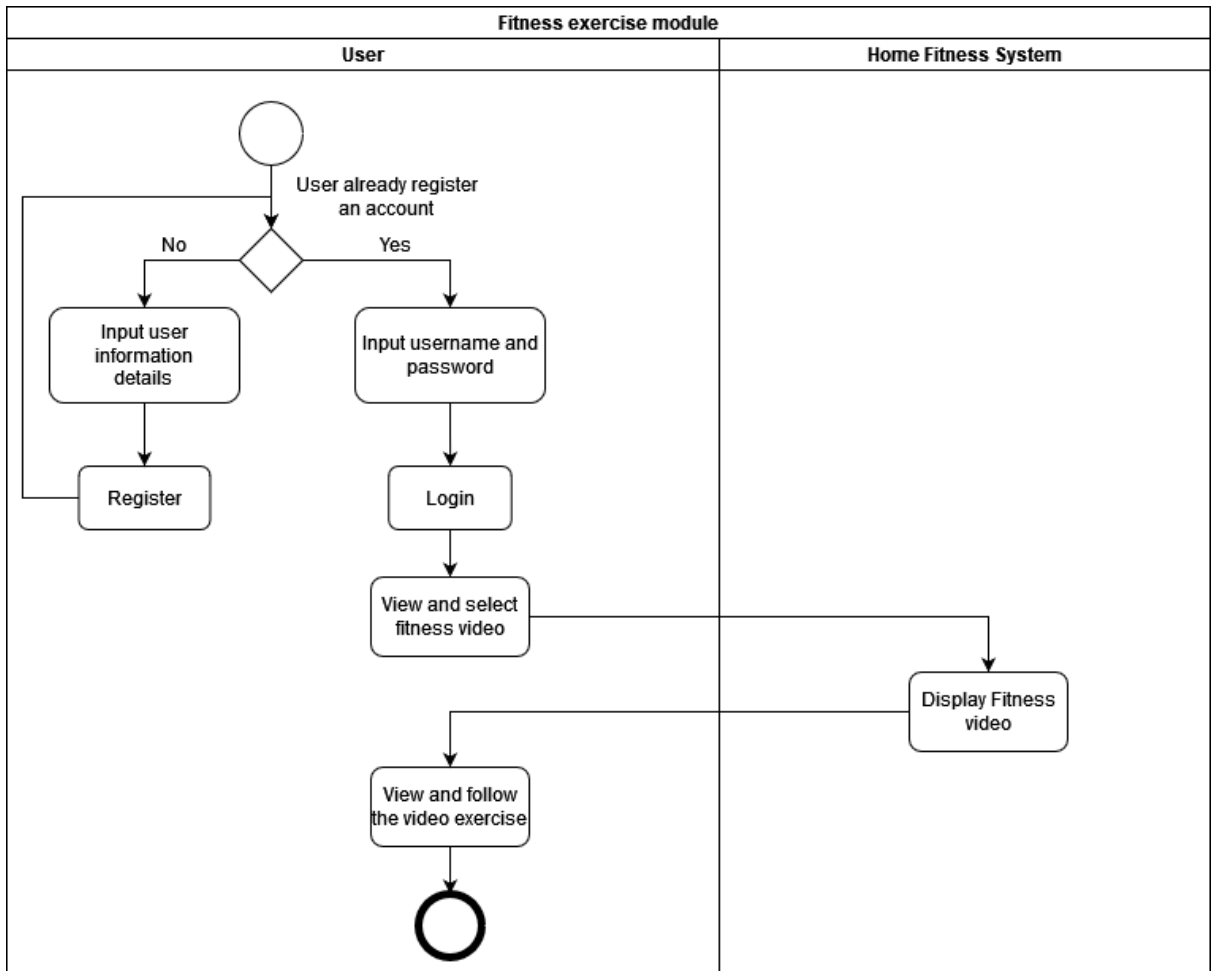 Fitness exercise module
User
Home Fitness System
User already register
an account
No
Yes
Input user
information
details
Input username and
password
Register
Login
View and select
fitness video
Display Fitness
video
View and follow
the video exercise